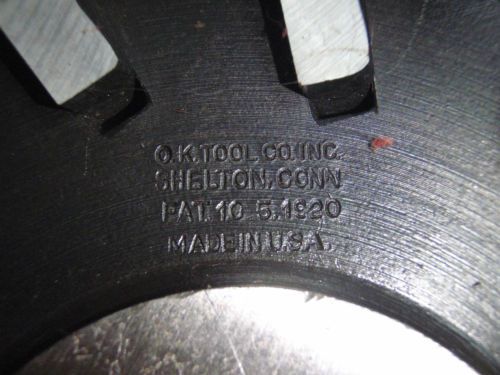 O.K. TOOL CO. INC.
SHELTON, CONN
PAT. 10 5, 1920
MADE IN U.S.A.